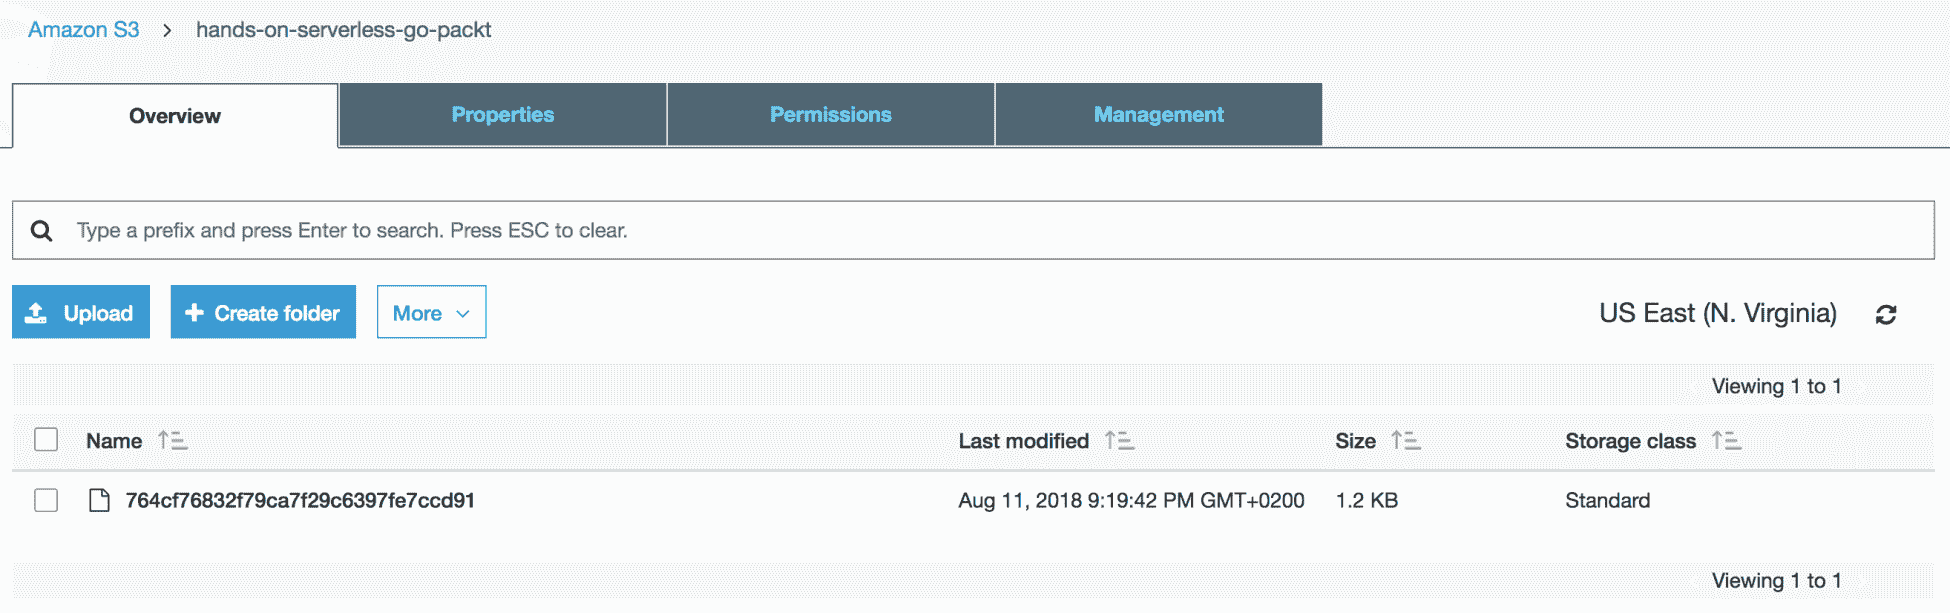 Amazon S3 > hands-on-serverless-go-packt
Overview Properties Permissions Management
Type a prefix and press Enter to search. Press ESC to clear.
Upload + Create folder More US East (N. Virginia)
Viewing 1 to 1
Name Last modified Size Storage class
764cf76832f79ca7f29c6397fe7ccd91 Aug 11, 2018 9:19:42 PM GMT+0200 1.2 KB Standard
Viewing 1 to 1